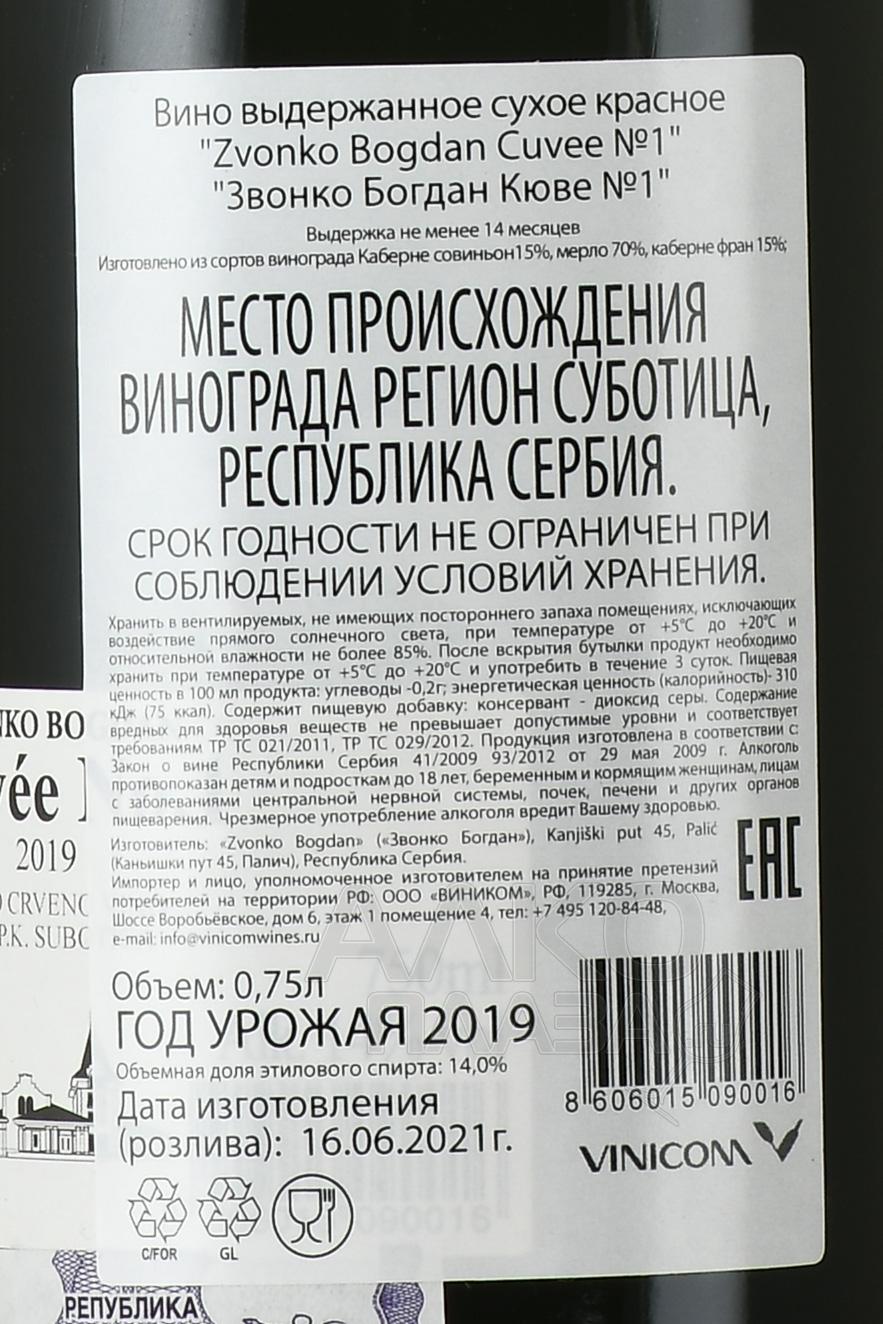 Вино выдержанное сухое красное
"Zvonko Bogdan Cuvee №1"
"Звонко Богдан Кюве №1"
Выдержка не менее 14 месяцев
Изготовлено из сортов винограда Каберне совиньон15%, мерло 70%, каберне фран 15%;
МЕСТО ПРОИСХОЖДЕНИЯ
ВИНОГРАДА РЕГИОН СУБОТИЦА,
РЕСПУБЛИКА СЕРБИЯ.
СРОК ГОДНОСТИ НЕ ОГРАНИЧЕН ПРИ
СОБЛЮДЕНИИ УСЛОВИЙ ХРАНЕНИЯ.
Хранить в вентилируемых, не имеющих постороннего запаха помещениях, исключающих
воздействие прямого солнечного света, при температуре от +5°С до +20°С и
относительной влажности не более 85%. После вскрытия бутылки продукт необходимо
хранить при температуре от +5°С до +20°С и употребить в течение 3 суток. Пищевая
ценность в 100 мл продукта: углеводы -0,2г; энергетическая ценность (калорийность)- 310
кДж (75 ккал). Содержит пищевую добавку: консервант - диоксид серы. Содержание
вредных для здоровья веществ не превышает допустимые уровни и соответствует
требованиям ТР ТС 021/2011, ТР ТС 029/2012. Продукция изготовлена в соответствии с:
Закон о вине Республики Сербия 41/2009 93/2012 от 29 мая 2009 г. Алкоголь
противопоказан детям и подросткам до 18 лет, беременным и кормящим женщинам, лицам
с заболеваниями центральной нервной системы, почек, печени и других органов
пищеварения. Чрезмерное употребление алкоголя вредит Вашему здоровью.
Изготовитель: «Zvonko Bogdan» («Звонко Богдан»), Kanjiški put 45, Palić
(Каньишки пут 45, Палич), Республика Сербия.
Импортер и лицо, уполномоченное изготовителем на принятие претензий
потребителей на территории РФ: ООО «ВИНИКОМ», РФ, 119285, г. Москва,
Шоссе Воробьёвское, дом 6, этаж 1 помещение 4, тел: +7 495 120-84-48,
e-mail: info@vinicomwines.ru
EAC
Объем: 0,75л
ГОД УРОЖАЯ 2019
Объемная доля этилового спирта: 14,0%
Дата изготовления
(розлива): 16.06.2021г.
8 606015 090016
VINICOM
C/FOR
GL
NKO BO
vée
2019
CRVENO
P.K. SUBO
РЕПУБЛИКА
АЛКО
ПЛАЗА
750ml
090016